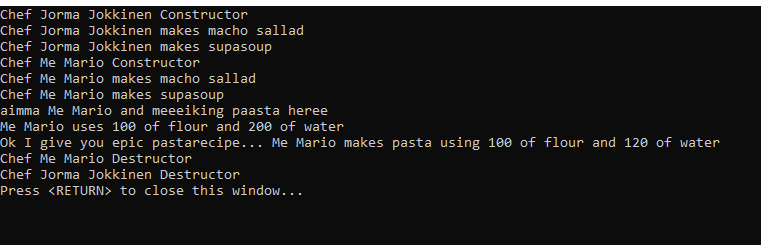 Chef Jorma Jokkinen Constructor
Chef Jorma Jokkinen makes macho sallad
Chef Jorma Jokkinen makes supasoup
Chef Me Mario Constructor
Chef Me Mario makes macho sallad
Chef Me Mario makes supasoup
aimma Me Mario and meeeiking paasta heree
Me Mario uses 100 of flour and 200 of water
Ok I give you epic pastarecipe... Me Mario makes pasta using 100 of flour and 120 of water
Chef Me Mario Destructor
Chef Jorma Jokkinen Destructor
Press <RETURN> to close this window...